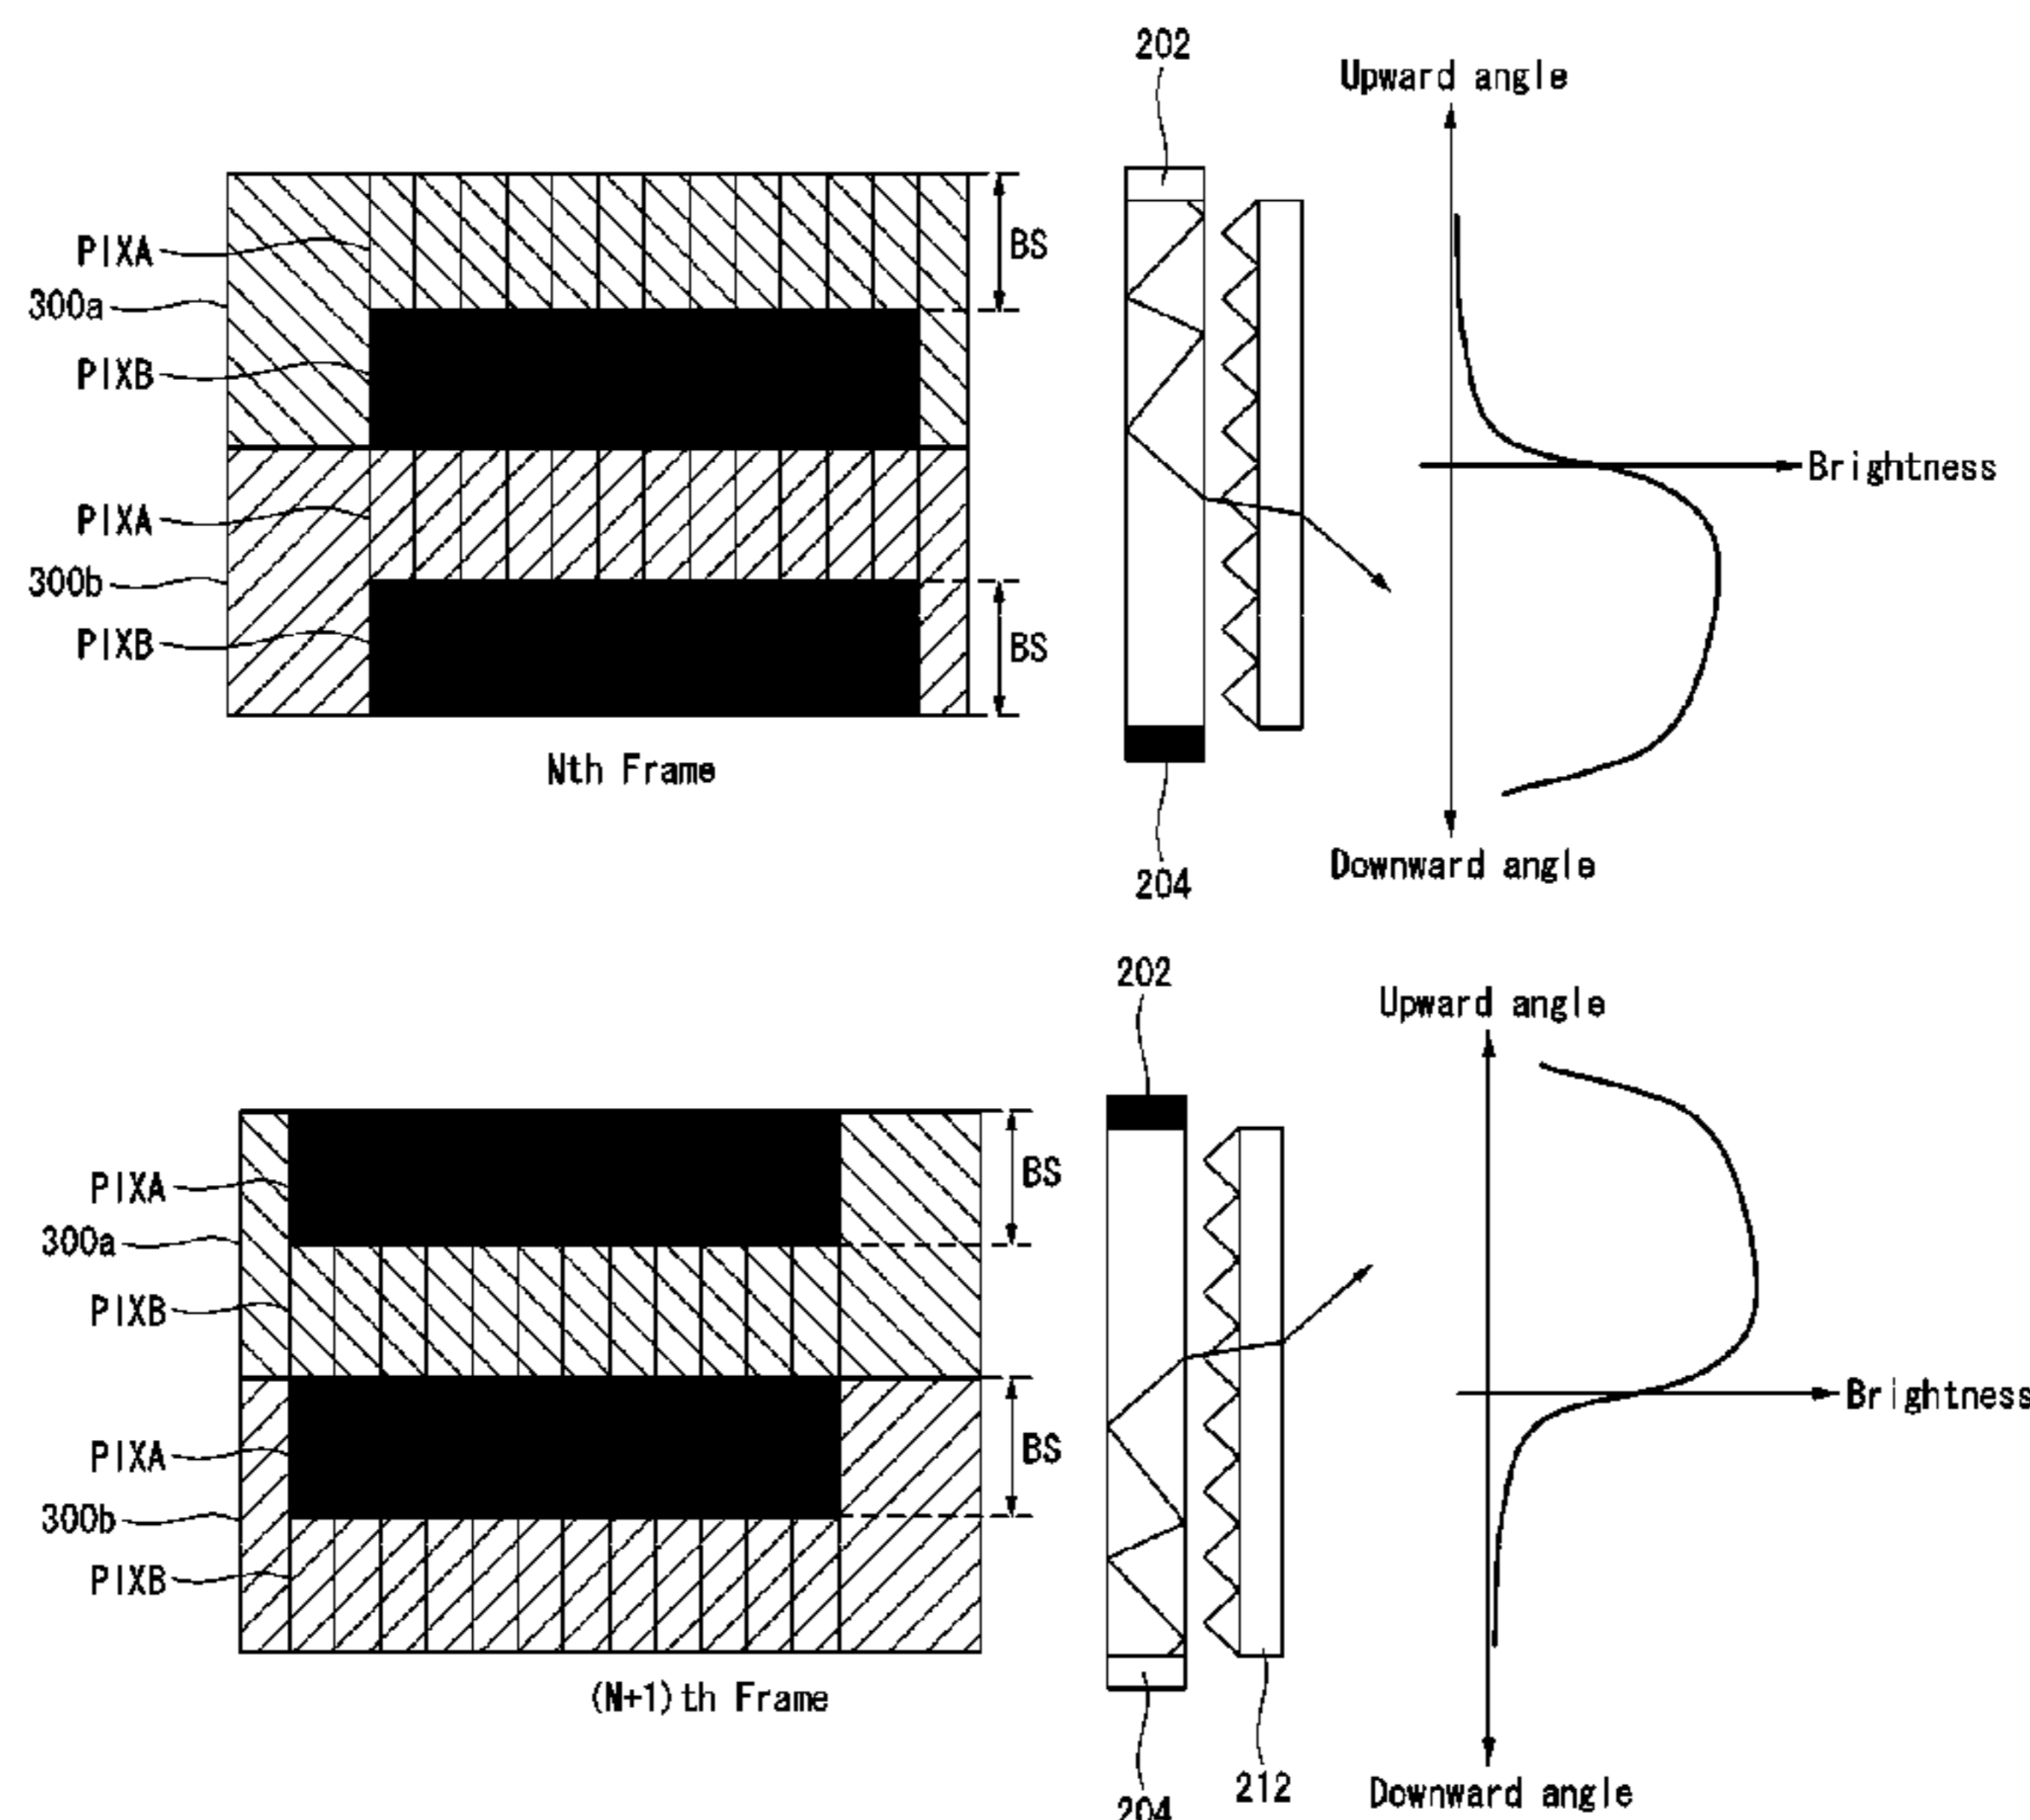 202
Upward angle
PIXA
BS
300a
PIXB
Brightness
PIXA
300b
PIXB
BS
Nth Frame
Downward angle
204
202
Upward angle
PIXA
BS
300a
PIXB
Brightness
PIXA
BS
300b
PIXB
(N+1)th Frame
212
Downward angle
204